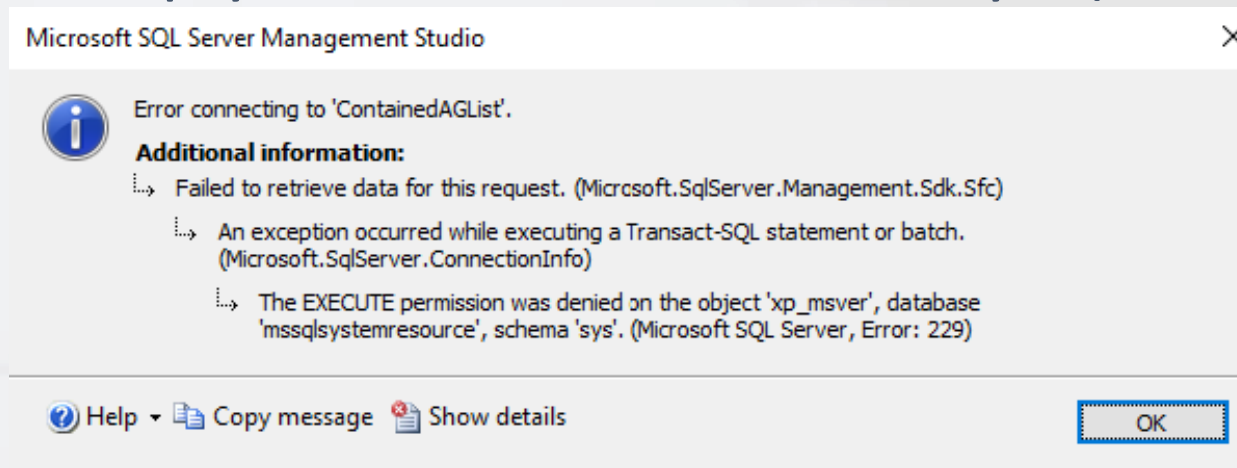 Microsoft SQL Server Management Studio
Error connecting to 'ContainedAGList'.
Additional information:
Failed to retrieve data for this request. (Microsoft.SqlServer.Management.Sdk.Sfc)
An exception occurred while executing a Transact-SQL statement or batch.
(Microsoft.SqlServer.ConnectionInfo)
The EXECUTE permission was denied on the object 'xp_msver', database
'mssqlsystemresource', schema 'sys'. (Microsoft SQL Server, Error: 229)
Help Copy message Show details OK